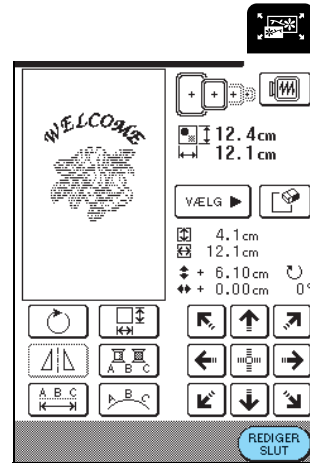 WELCOME
12.4cm
12.1cm
VÆLG
4.1cm
12.1cm
+ 6.10cm
+ 0.00cm 0°
A B C
A B C
A B C
REDIGER
SLUT